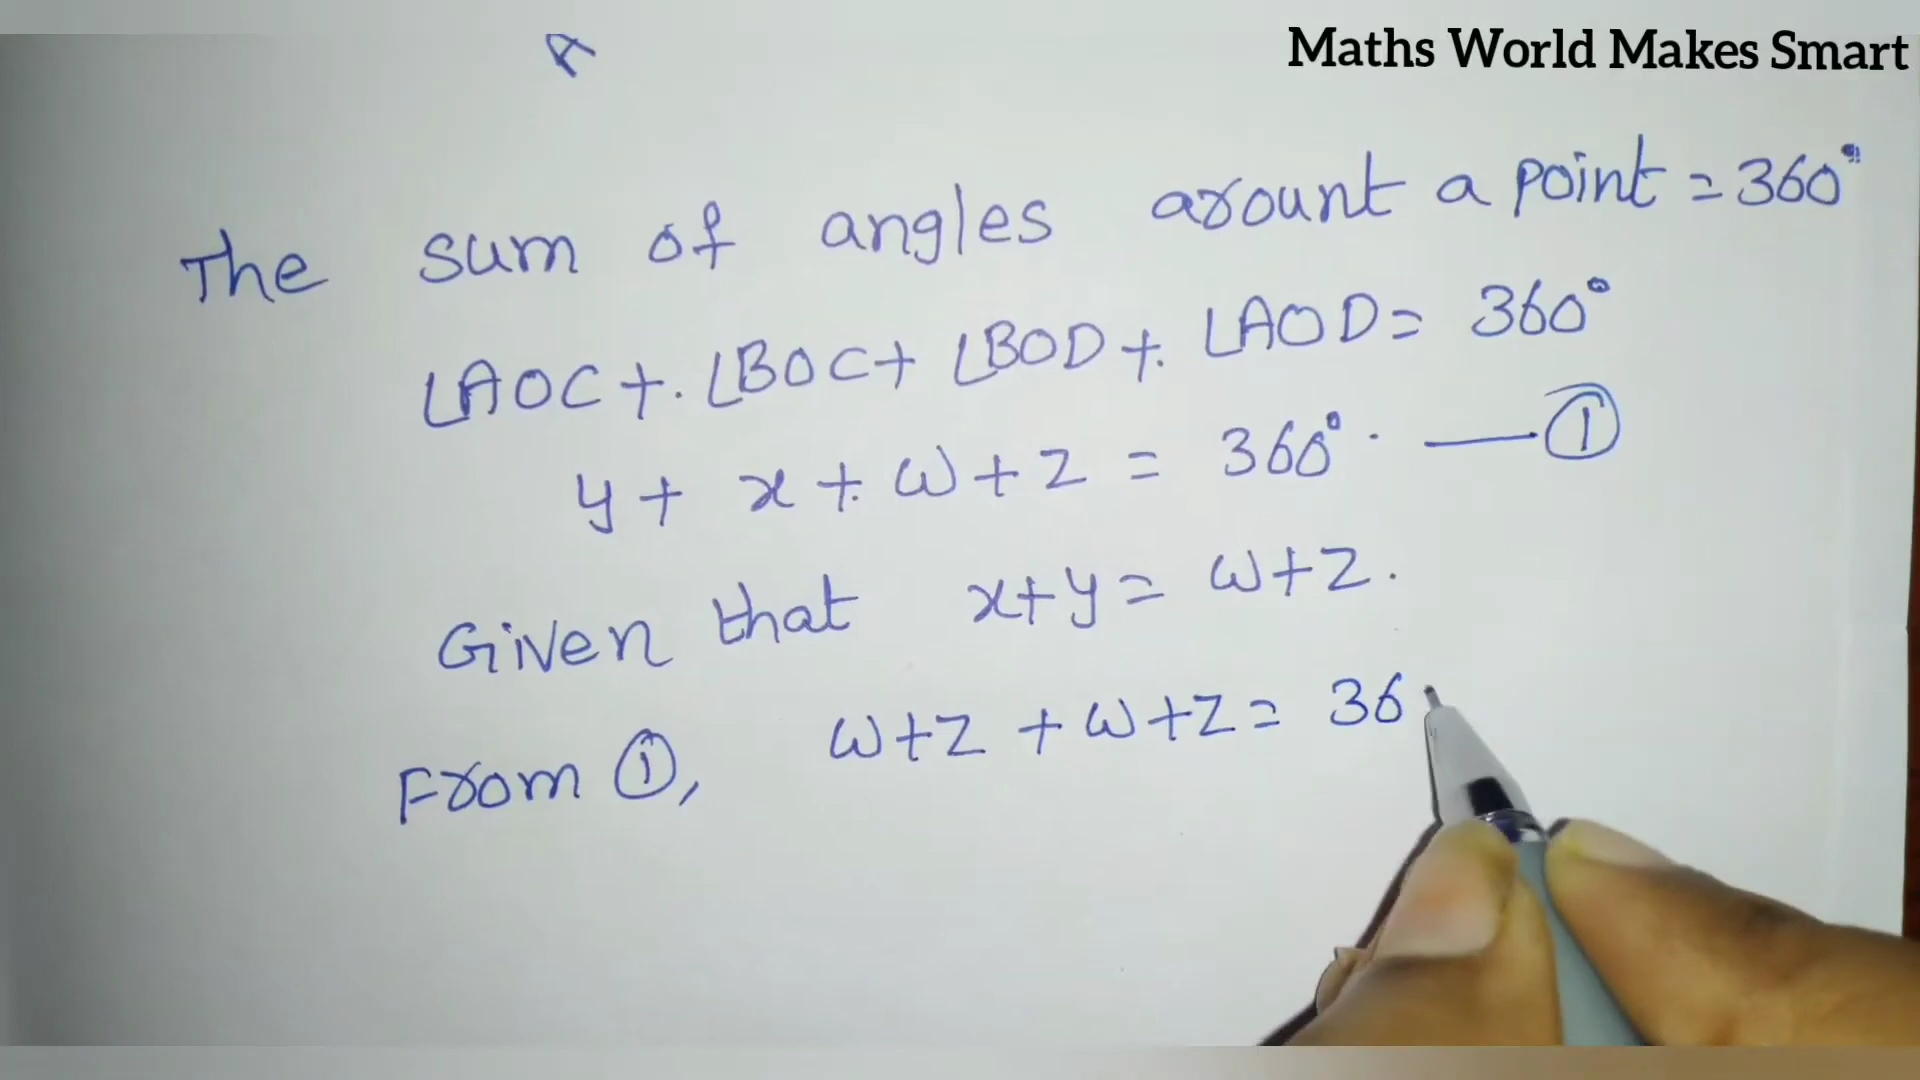 Maths World Makes Smart
A
The sum of angles arount a point = 360°
∠AOC + ∠BOC + ∠BOD + ∠AOD = 360°
y + x + w + z = 360° — ①
Given that x+y = w+z.
From ①, w+z + w+z = 36